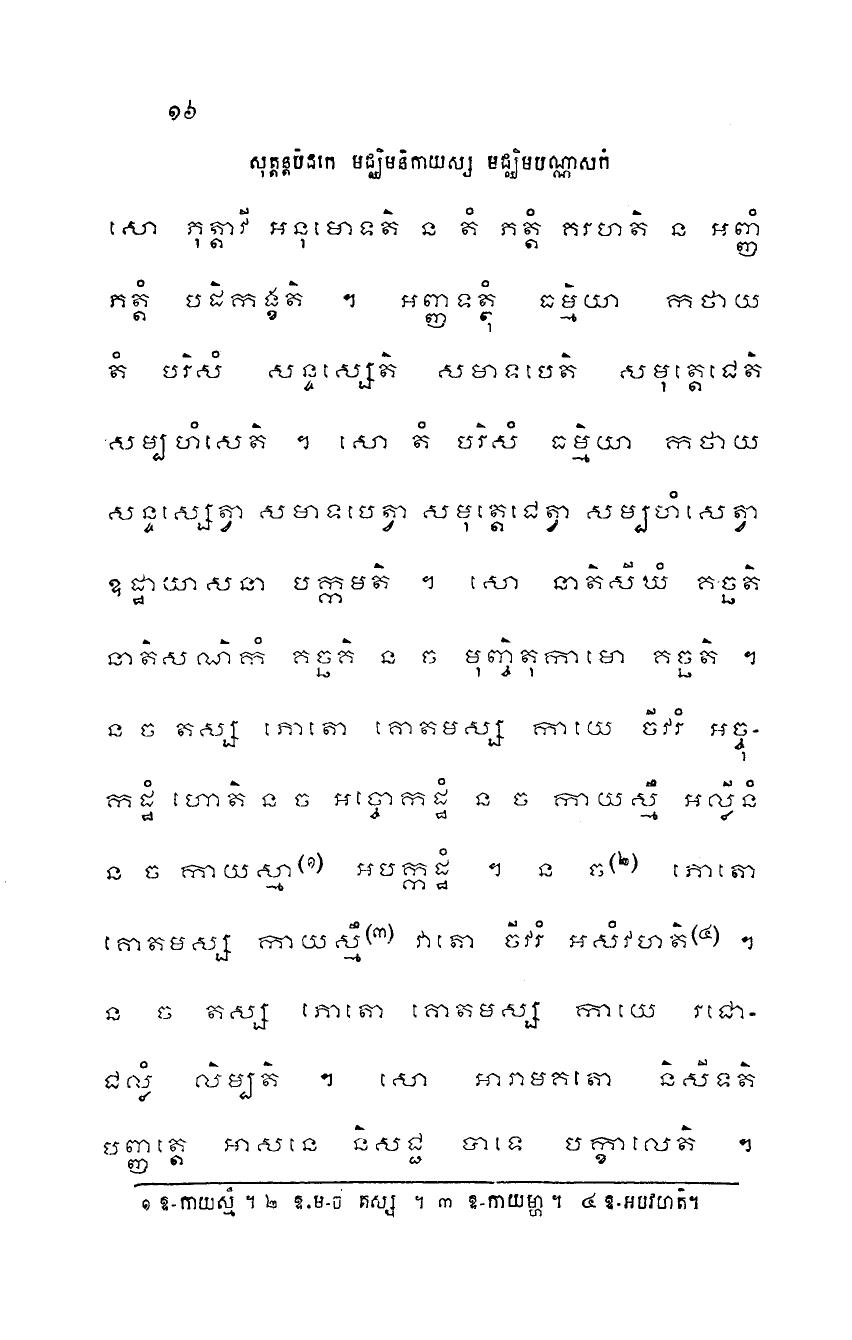 ១៦
សុត្តន្តបិដកេ មជ្ឈិមនិកាយស្ស មជ្ឈិមបណ្ណាសកំ
សោ ភុត្តាវី អនុមោទតិ ន តំ ភត្តំ គរហតិ ន អញ្ញំ
ភត្តំ បដិកង្ខតិ ។ អញ្ញទត្ថុំ ធម្មិយា កថាយ
តំ បរិសំ សន្ទស្សេតិ សមាទបេតិ សមុត្តេជេតិ
សម្បហំសេតិ ។ សោ តំ បរិសំ ធម្មិយា កថាយ
សន្ទស្សេត្វា សមាទបេត្វា សមុត្តេជេត្វា សម្បហំសេត្វា
ឧដ្ឋាយាសនា បក្កមតិ ។ សោ នាតិសីឃំ គច្ឆតិ
នាតិសណិកំ គច្ឆតិ ន ច មុញ្ចិតុកាមោ គច្ឆតិ ។
ន ច តស្ស ភោតោ គោតមស្ស កាយេ ចីវរំ អច្ចុ-
កដ្ឋំ ហោតិ ន ច អច្ចោកដ្ឋំ ន ច កាយស្មឹ អល្លីនំ
ន ច កាយស្មា(១) អបក្កដ្ឋំ ។ ន ច(២) ភោតោ
គោតមស្ស កាយស្មឹ(៣) វាតោ ចីវរំ អសំវហតិ(៤) ។
ន ច តស្ស ភោតោ គោតមស្ស កាយេ រជោ-
ជល្លំ លិម្បតិ ។ សោ អារាមគតោ និសីទតិ
បញ្ញត្តេ អាសនេ និសជ្ជ បាទេ បក្ខាលេតិ ។
១ ឱ-កាយស្មឹ ។ ២ ឱ.ម-ច តស្ស ។ ៣ ឱ-កាយម្ហា ។ ៤ ឱ-អបវហតិ។